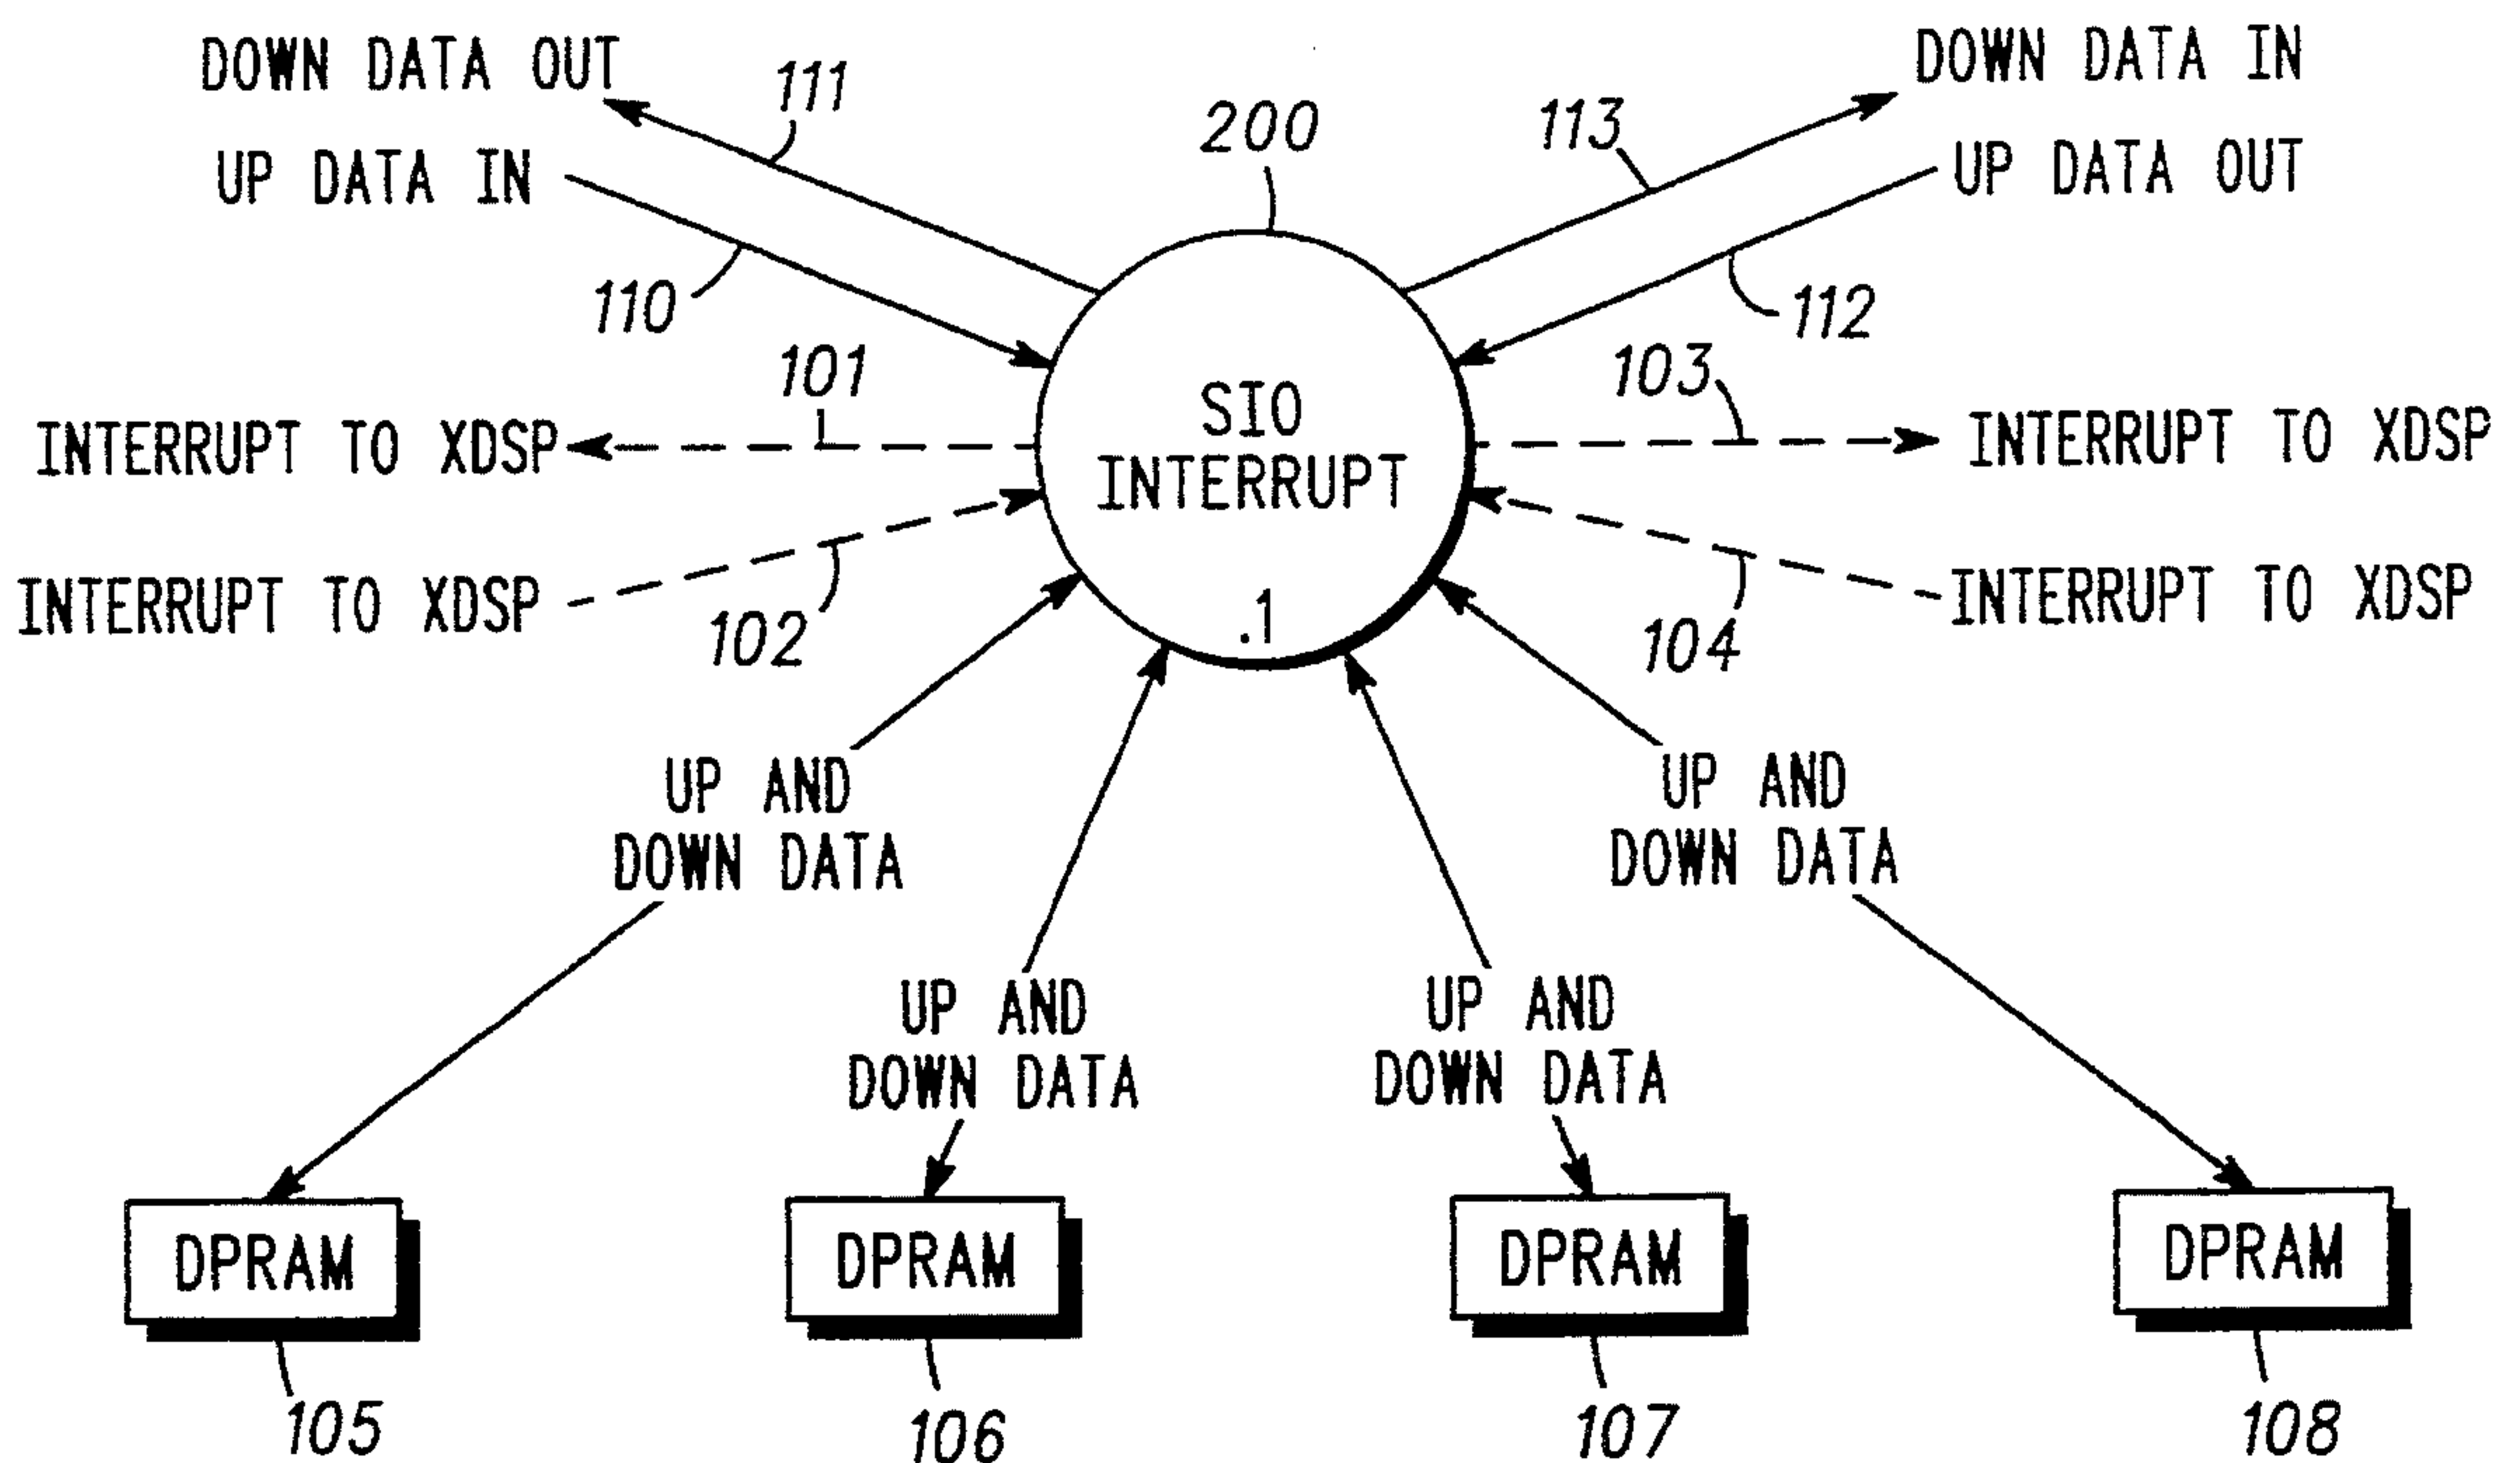 DOWN DATA OUT
111
200
113
DOWN DATA IN
UP DATA IN
UP DATA OUT
110
112
101
103
INTERRUPT TO XDSP
SIO
INTERRUPT
INTERRUPT TO XDSP
INTERRUPT TO XDSP
102
.1
104
INTERRUPT TO XDSP
UP AND
DOWN DATA
UP AND
DOWN DATA
UP AND
DOWN DATA
UP AND
DOWN DATA
DPRAM
DPRAM
DPRAM
DPRAM
105
106
107
108